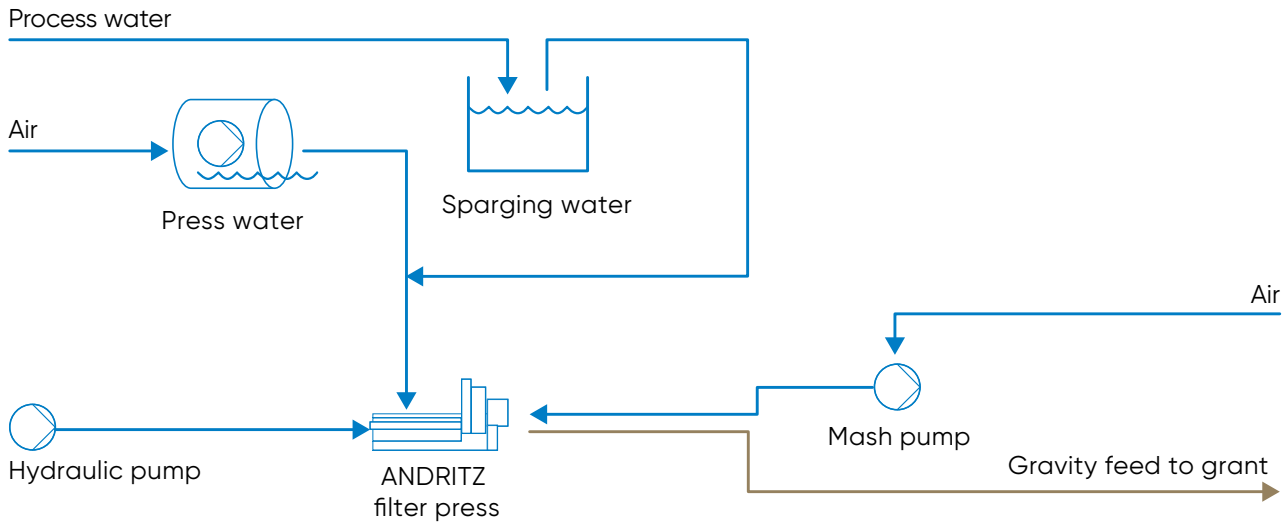 Process water
Air
Press water
Sparging water
Air
Mash pump
Hydraulic pump
ANDRITZ
filter press
Gravity feed to grant